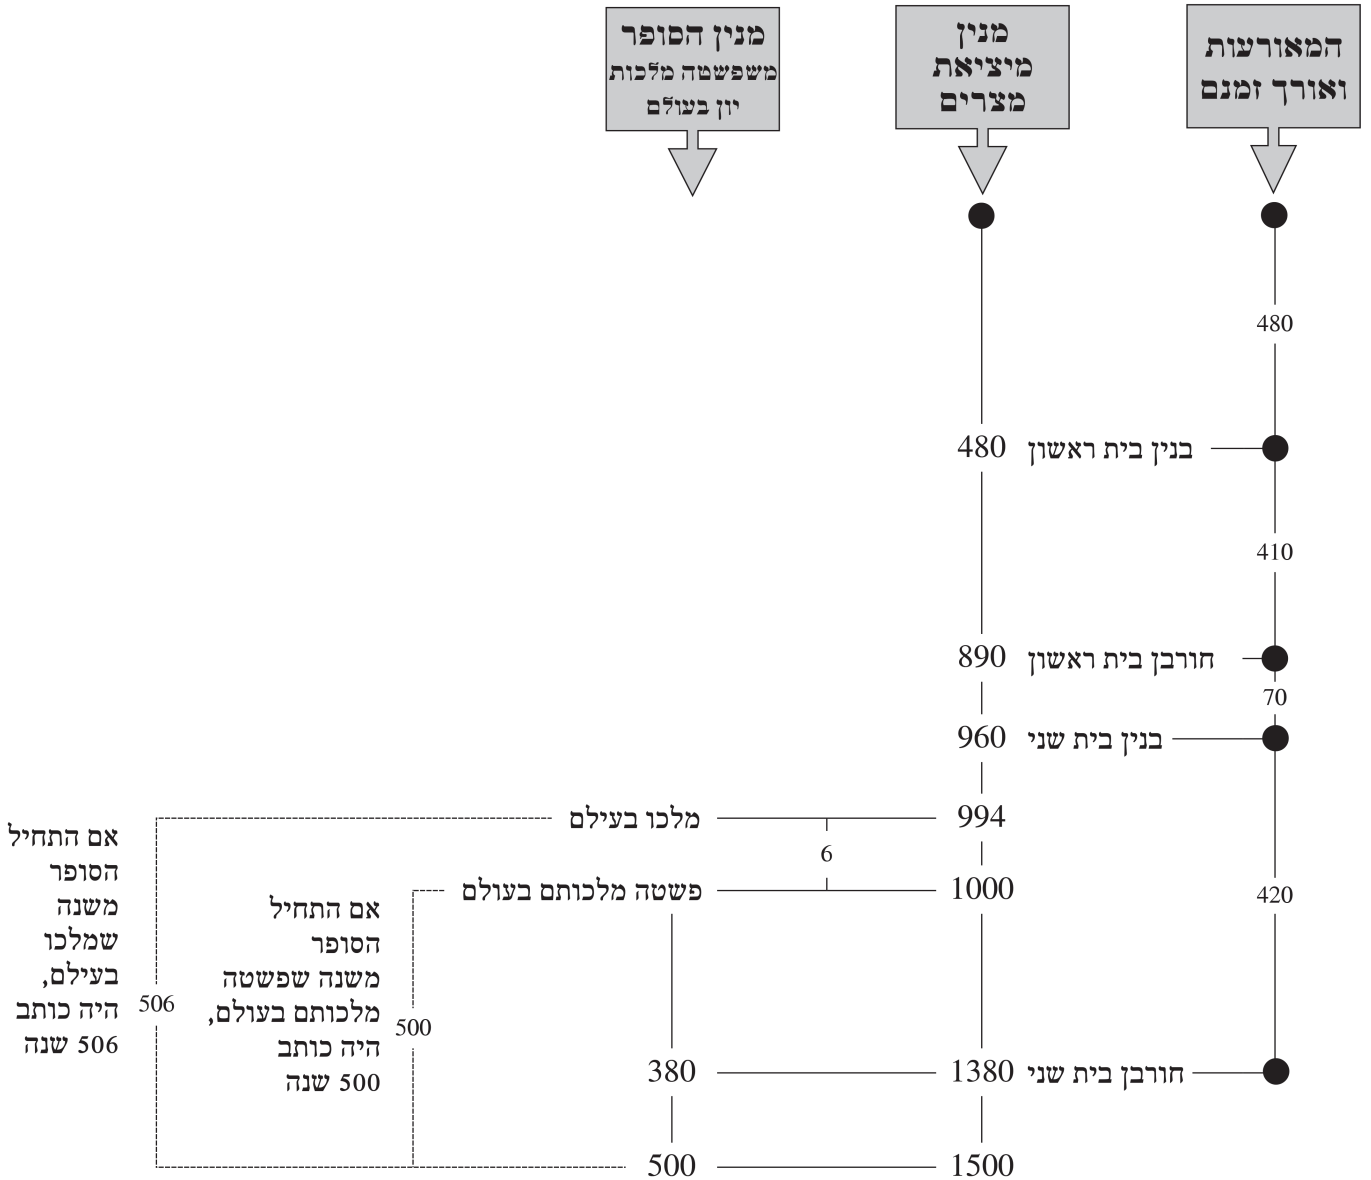 המאורעות
ואורך זמנם
מנין
מיציאת
מצרים
מנין הסופר
משפשטה מלכות
יון בעולם
480
בנין בית ראשון 480
410
חורבן בית ראשון 890
70
בנין בית שני 960
994 מלכו בעילם
6
1000 פשטה מלכותם בעולם
420
חורבן בית שני 1380 380
1500 500
אם התחיל
הסופר
משנה שפשטה
מלכותם בעולם,
היה כותב
500 שנה
500
אם התחיל
הסופר
משנה
שמלכו
בעילם,
היה כותב
506 שנה
506